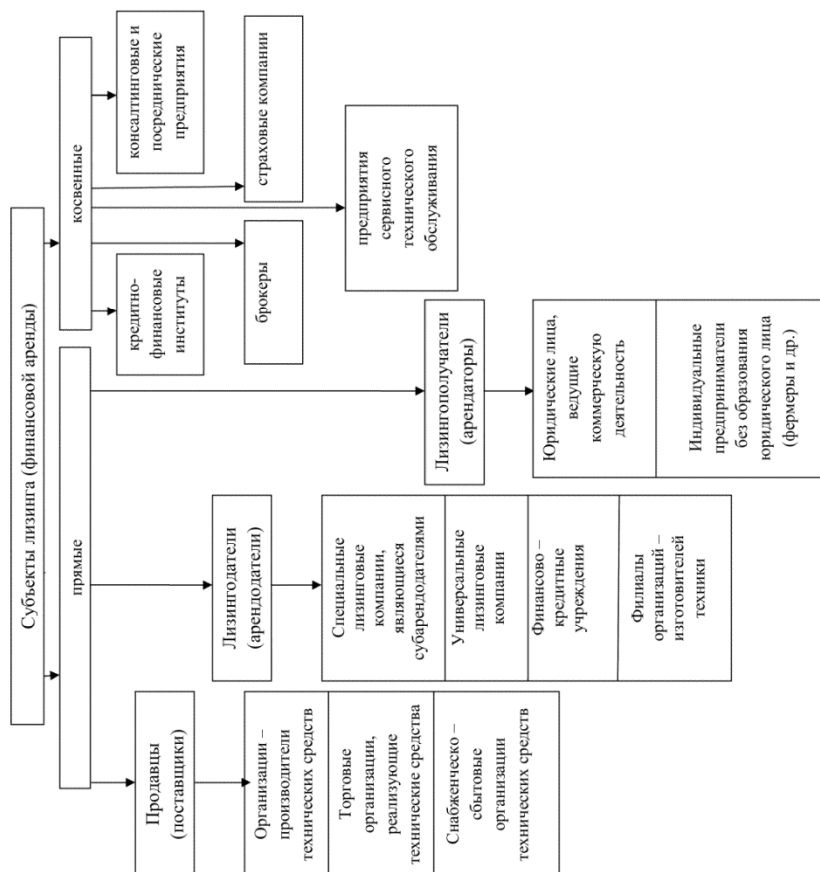 Субъекты лизинга (финансовой аренды)
прямые
косвенные
Продавцы
(поставщики)
Организации –
производители
технических средств
Торговые
организации,
реализующие
технические средства
Снабженческо –
сбытовые
организации
технических средств
Лизингодатели
(арендодатели)
Специальные
лизинговые
компании,
являющиеся
субарендодателями
Универсальные
лизинговые
компании
Финансово –
кредитные
учреждения
Филиалы
организаций –
изготовителей
техники
Лизингополучатели
(арендаторы)
Юридические лица,
ведущие
коммерческую
деятельность
Индивидуальные
предприниматели
без образования
юридического лица
(фермеры и др.)
кредитно-
финансовые
институты
брокеры
предприятия
сервисного
технического
обслуживания
страховые компании
консалтинговые и
посреднические
предприятия